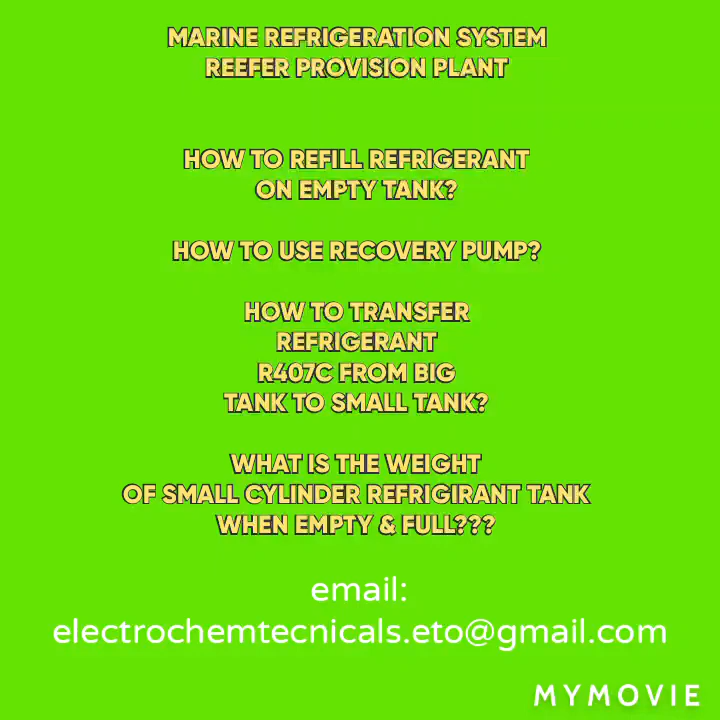 MARINE REFRIGERATION SYSTEM
REEFER PROVISION PLANT
HOW TO REFILL REFRIGERANT
ON EMPTY TANK?
HOW TO USE RECOVERY PUMP?
HOW TO TRANSFER
REFRIGERANT
R407C FROM BIG
TANK TO SMALL TANK?
WHAT IS THE WEIGHT
OF SMALL CYLINDER REFRIGIRANT TANK
WHEN EMPTY & FULL???
email:
electrochemtecnicals.eto@gmail.com
MYMOVIE